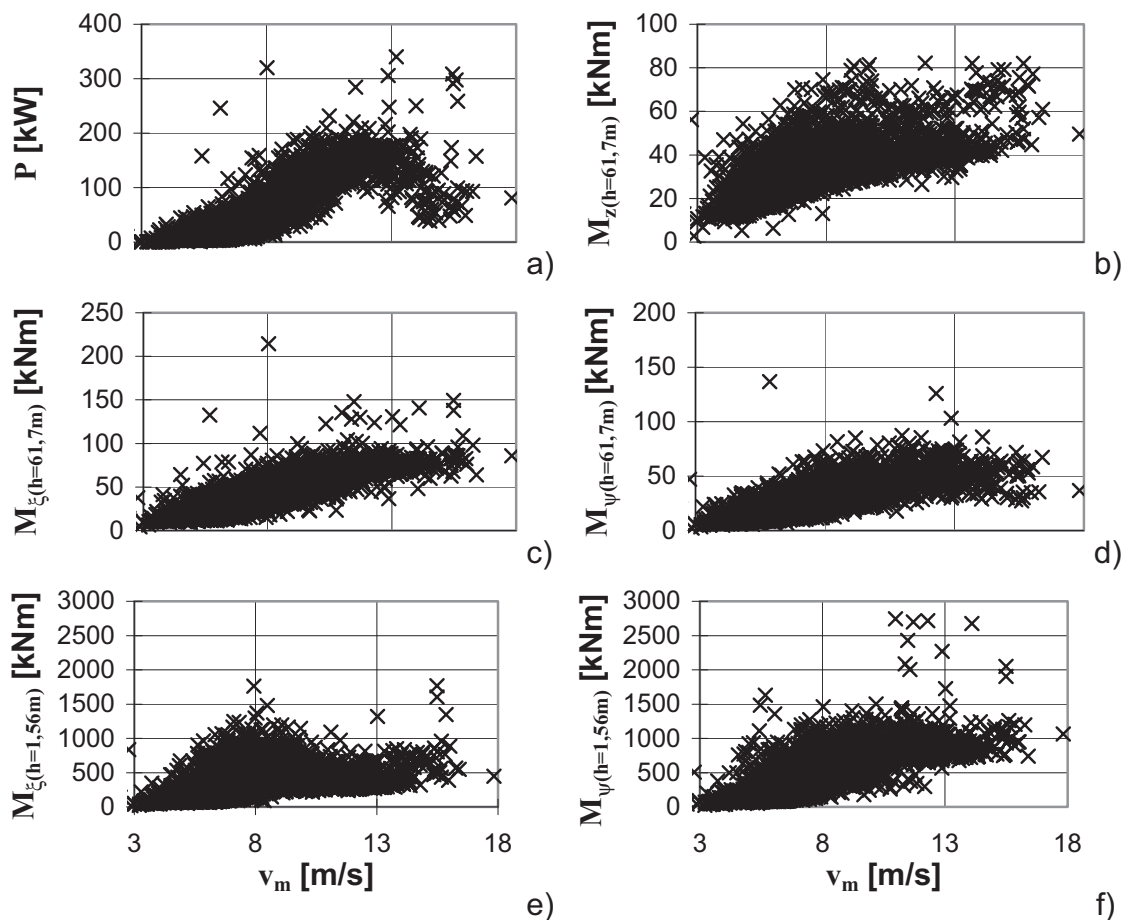 400
300
200
100
0
P [kW]
a)
100
80
60
40
20
0
M_z(h=61,7m) [kNm]
b)
250
200
150
100
50
0
M_ξ(h=61,7m) [kNm]
c)
200
150
100
50
0
M_ψ(h=61,7m) [kNm]
d)
3000
2500
2000
1500
1000
500
0
M_ξ(h=1,56m) [kNm]
3 8 13 18
v_m [m/s]
e)
3000
2500
2000
1500
1000
500
0
M_ψ(h=1,56m) [kNm]
3 8 13 18
v_m [m/s]
f)